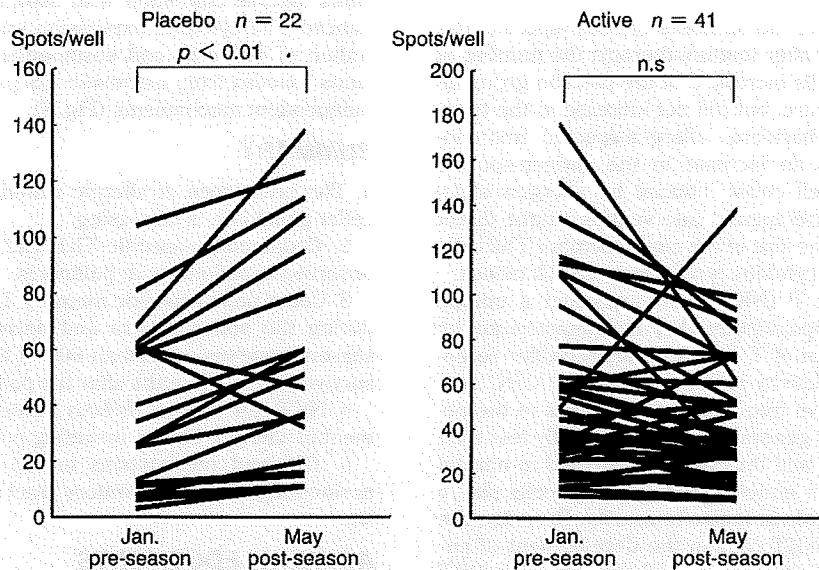 Placebo n = 22
Spots/well
p < 0.01
160
140
120
100
80
60
40
20
0
Jan.
pre-season
May
post-season
Active n = 41
Spots/well
n.s
200
180
160
140
120
100
80
60
40
20
0
Jan.
pre-season
May
post-season